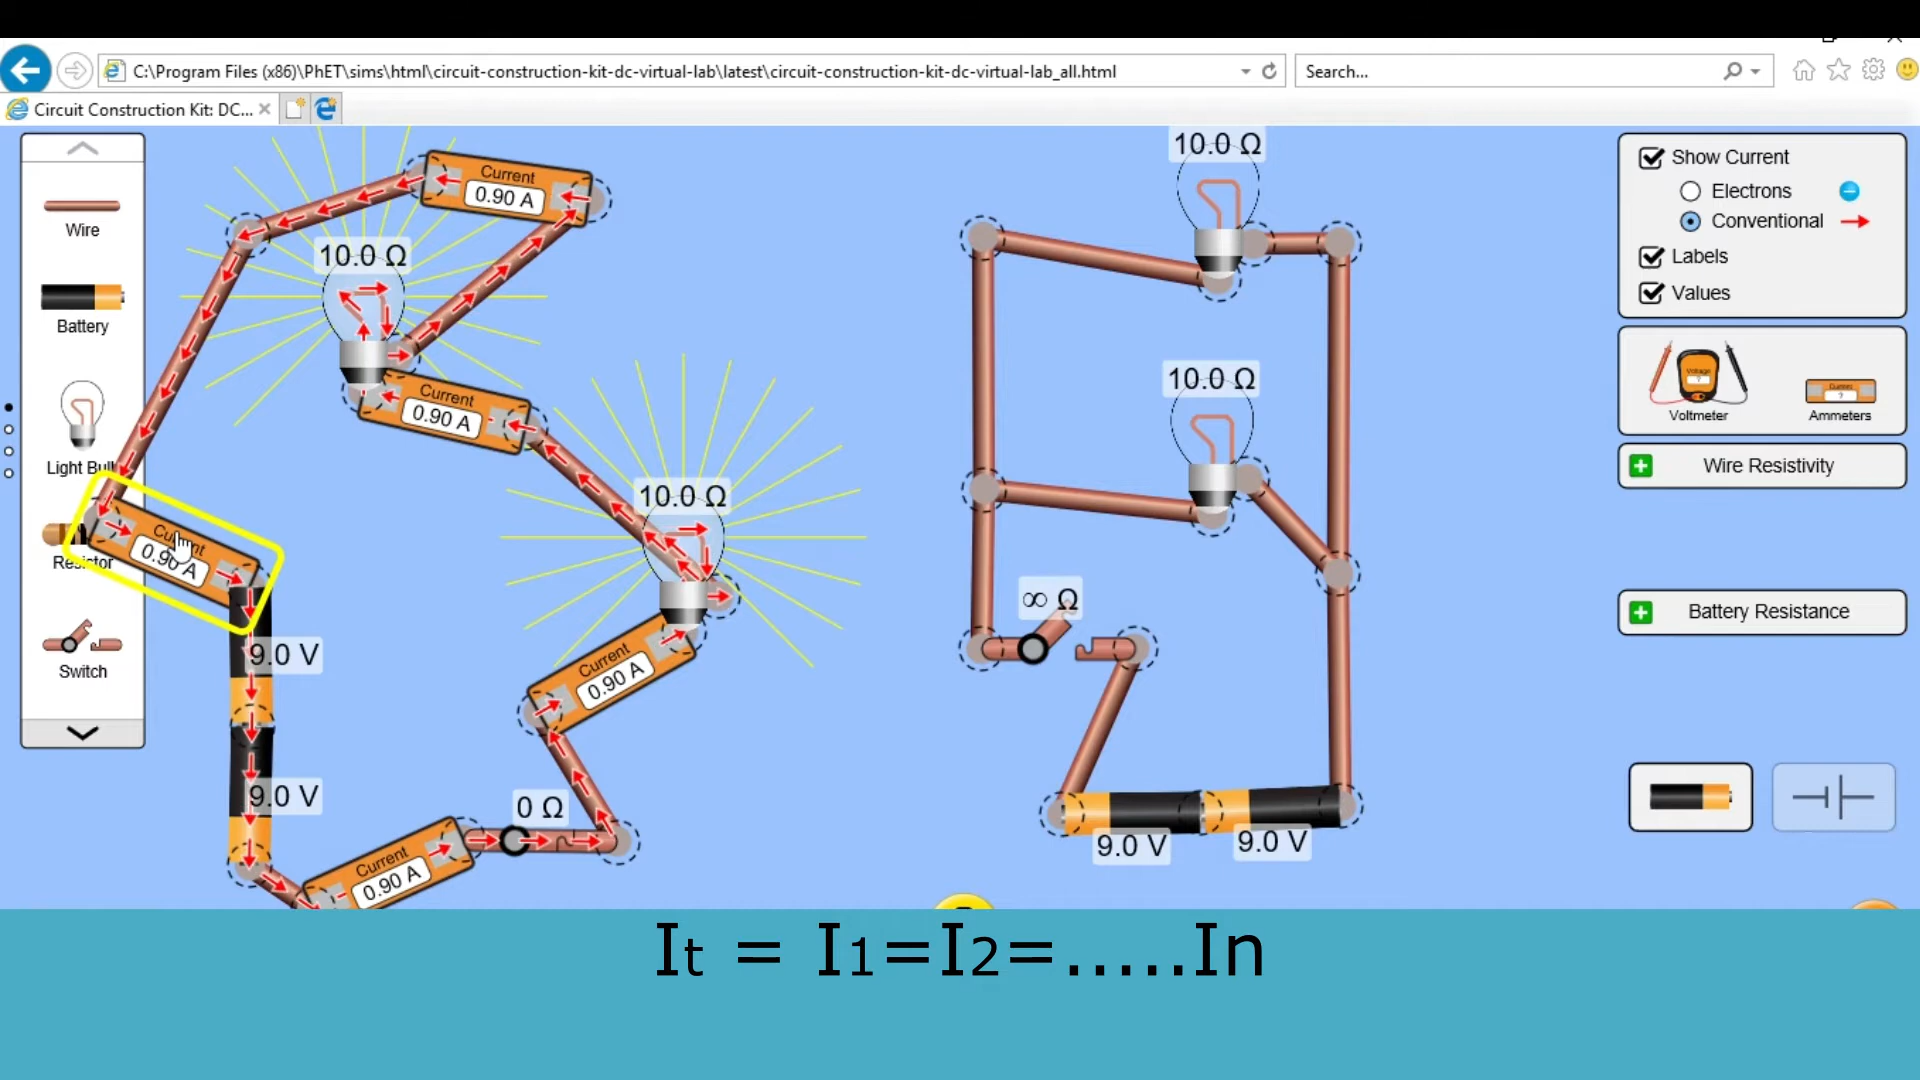 C:\Program Files (x86)\PhET\sims\html\circuit-construction-kit-dc-virtual-lab\latest\circuit-construction-kit-dc-virtual-lab_all.html
Search...
Circuit Construction Kit: DC...
Wire
Battery
Light Bul
Resistor
Switch
Current
0.90 A
10.0 Ω
Current
0.90 A
10.0 Ω
Current
0.90 A
9.0 V
9.0 V
Current
0.90 A
0 Ω
Current
0.90 A
10.0 Ω
10.0 Ω
∞ Ω
9.0 V
9.0 V
Show Current
Electrons
Conventional
Labels
Values
Voltage
?
Voltmeter
Current
?
Ammeters
Wire Resistivity
Battery Resistance
It = I1=I2=.....In